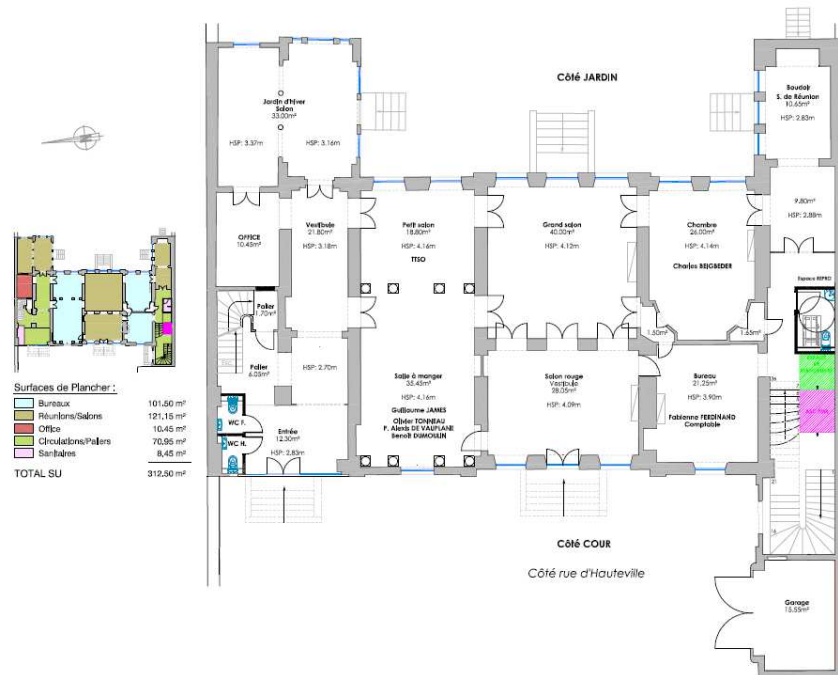 Côté JARDIN
Boudoir
S. de Réunion
10.65m²
HSP: 2.83m
Jardin d'hiver
Salon
33.00m²
HSP: 3.37m
HSP: 3.16m
OFFICE
10.45m²
Vestibule
21.80m²
HSP: 3.18m
Petit salon
18.80m²
HSP: 4.16m
TTSO
Grand salon
40.00m²
HSP: 4.12m
Chambre
26.00m²
HSP: 4.14m
Charles BEIGBEDER
9.80m²
HSP: 2.88m
Espace REPRO
Palier
1.70m²
1.50m²
1.65m²
Palier
6.05m²
HSP: 2.70m
Salle à manger
35.45m²
HSP: 4.16m
Guillaume JAMES
Olivier TONNEAU
P. Alexis DE VAUPLANE
Benoit DUMOULIN
Salon rouge
Vestibule
28.05m²
HSP: 4.09m
Bureau
21.25m²
HSP: 3.90m
Fabienne FERDINAND
Comptable
WC F.
WC H.
Entrée
12.30m²
HSP: 2.83m
Surfaces de Plancher :
Bureaux 101.50 m²
Réunions/Salons 121,15 m²
Office 10.45 m²
Circulations/Paliers 70,95 m²
Sanitaires 8,45 m²
TOTAL SU 312.50 m²
Côté COUR
Côté rue d'Hauteville
Garage
15.55m²